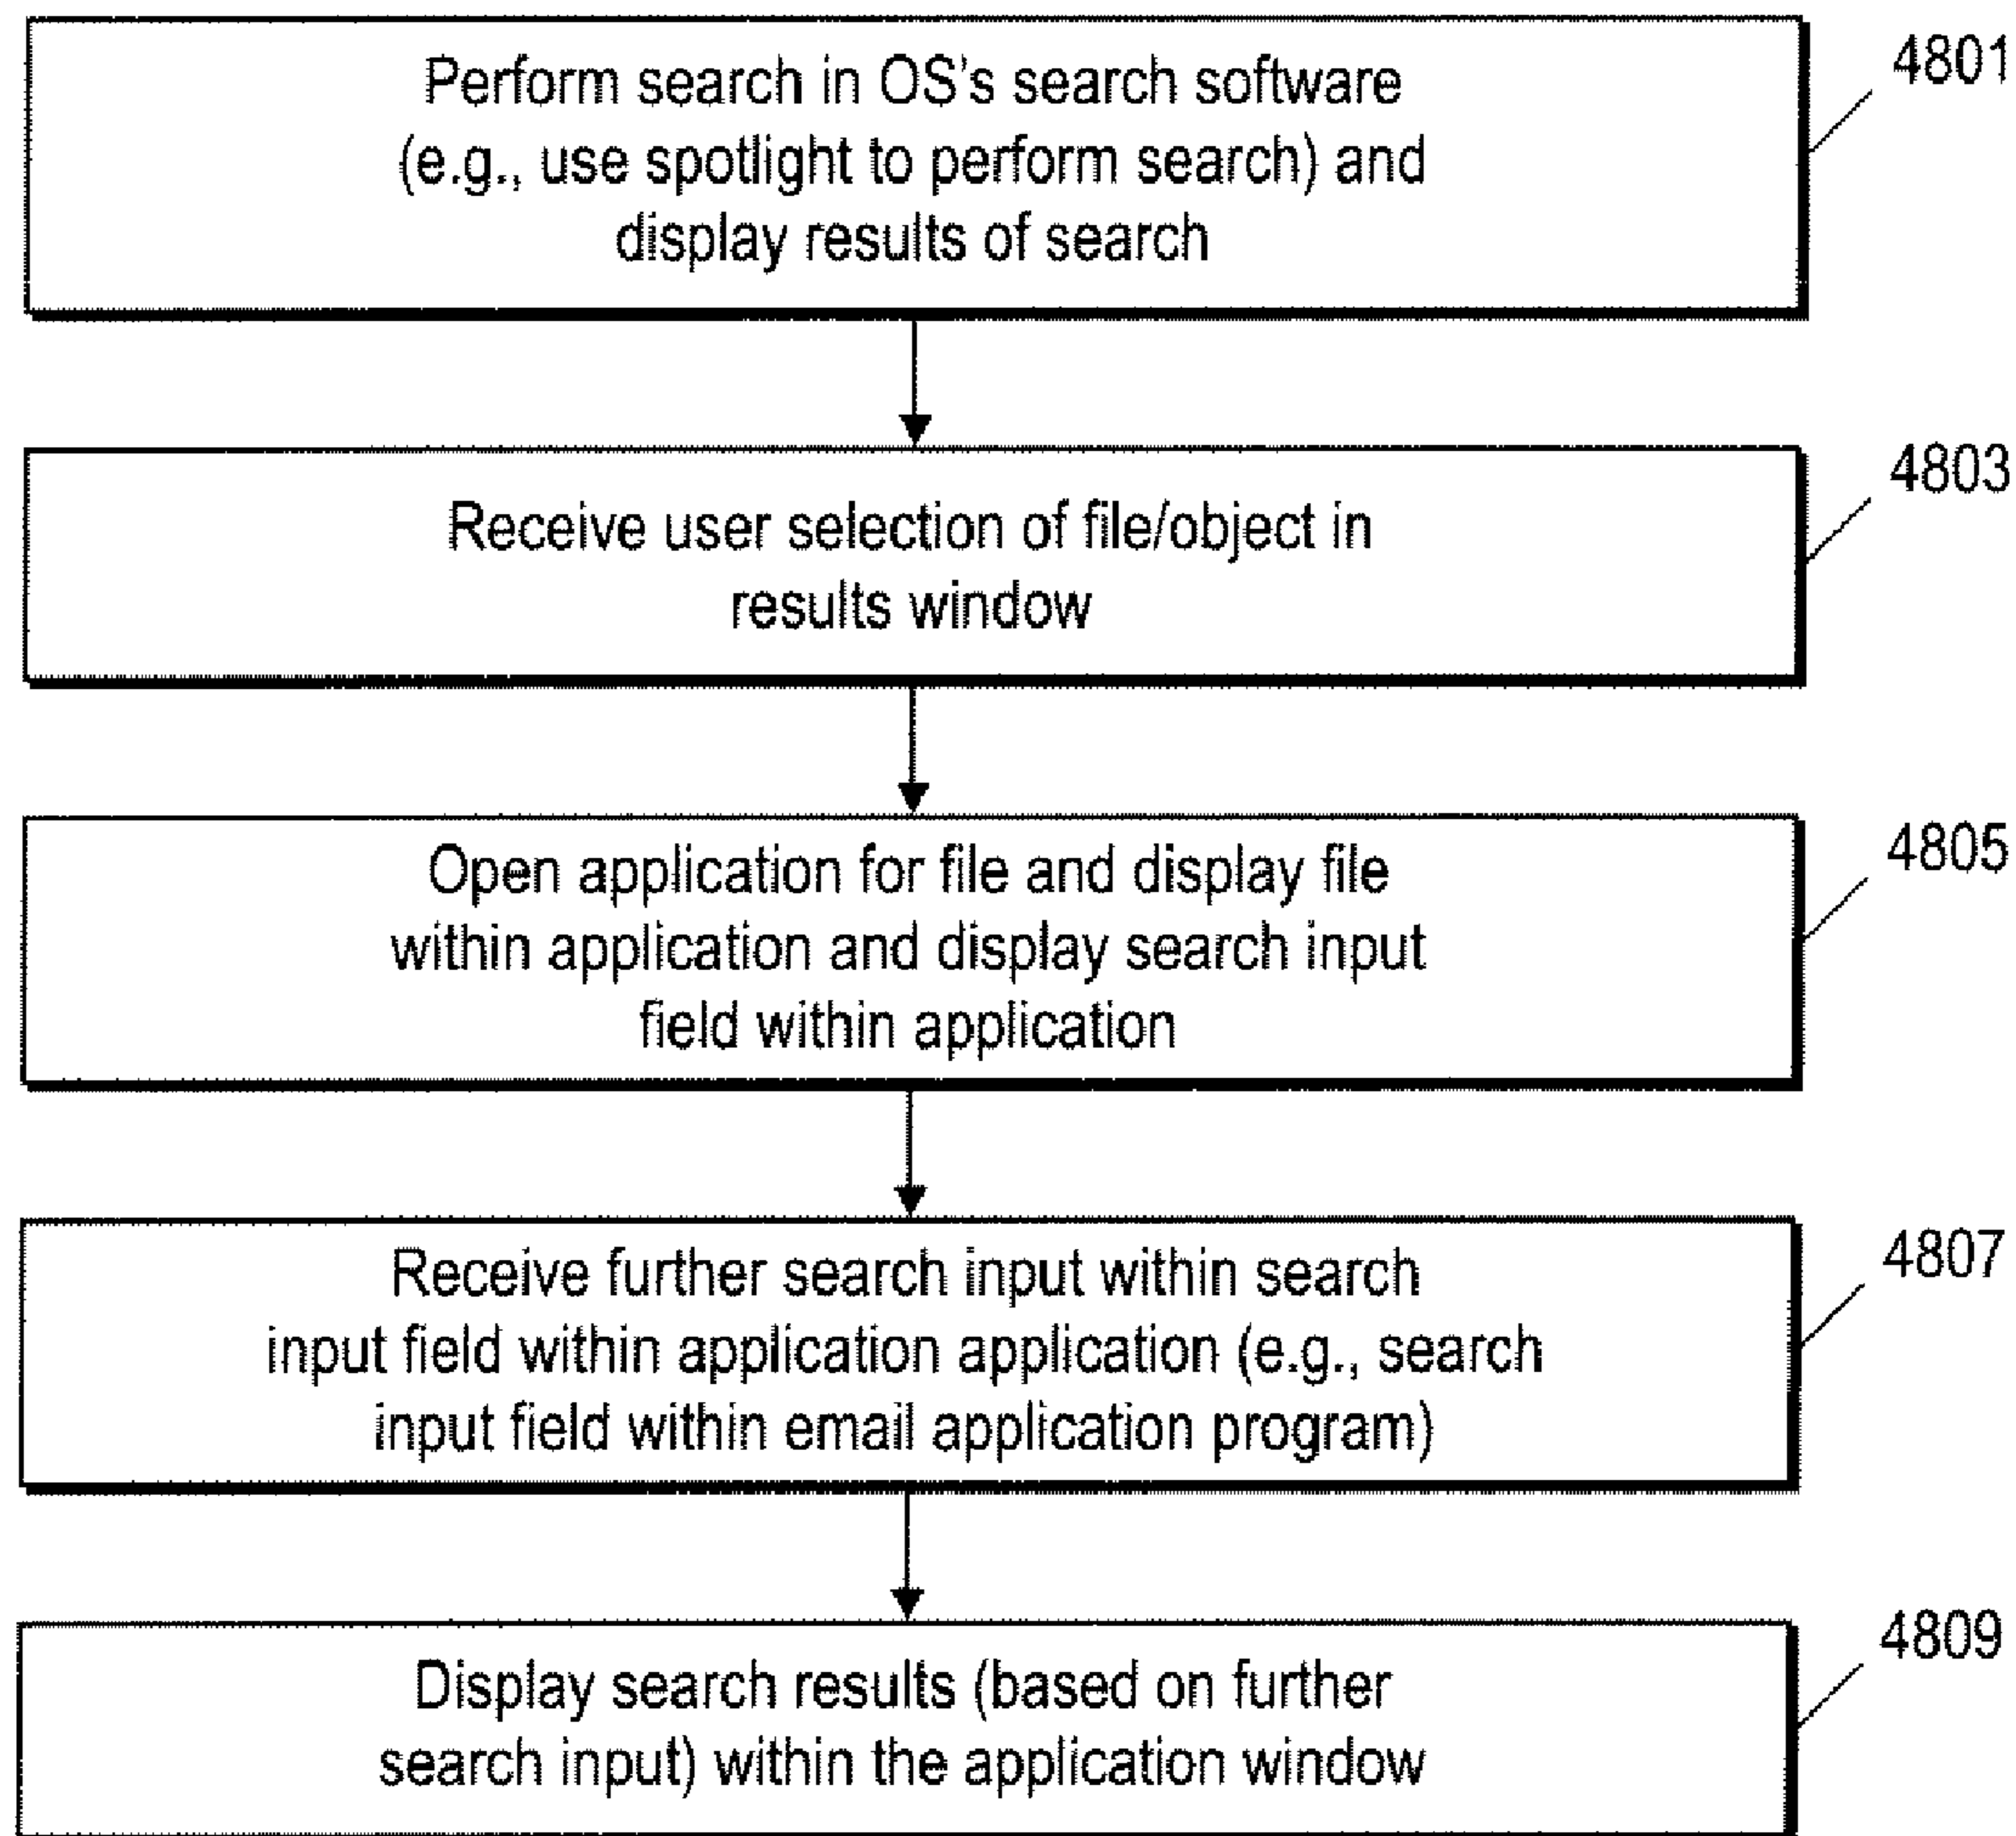 Perform search in OS's search software
(e.g., use spotlight to perform search) and
display results of search
4801
Receive user selection of file/object in
results window
4803
Open application for file and display file
within application and display search input
field within application
4805
Receive further search input within search
input field within application application (e.g., search
input field within email application program)
4807
Display search results (based on further
search input) within the application window
4809